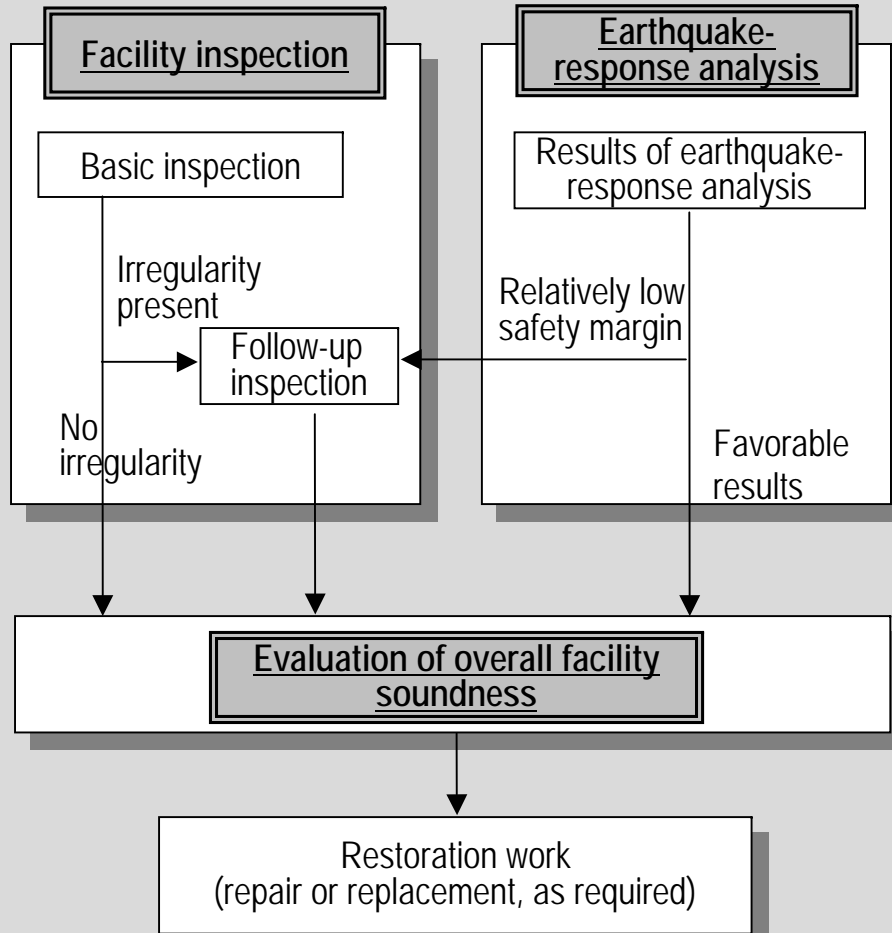 Facility inspection
Basic inspection
Irregularity
present
Follow-up
inspection
No
irregularity
Earthquake-
response analysis
Results of earthquake-
response analysis
Relatively low
safety margin
Favorable
results
Evaluation of overall facility
soundness
Restoration work
(repair or replacement, as required)